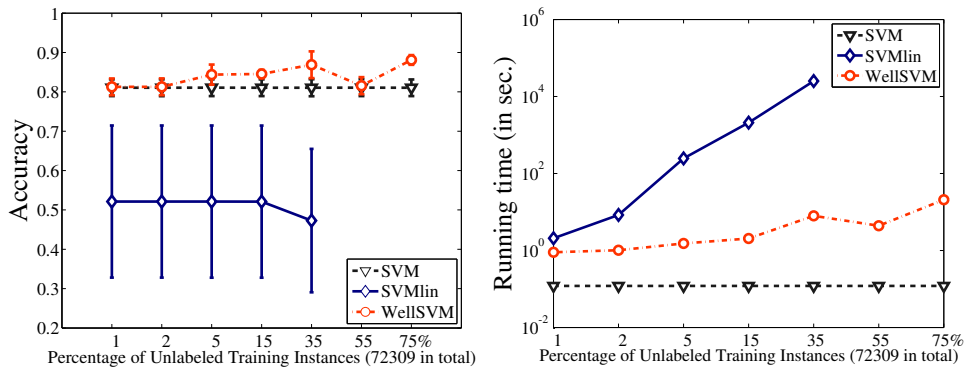 1
0.9
0.8
0.7
0.6
0.5
0.4
0.3
0.2
Accuracy
SVM
SVMlin
WellSVM
1 2 5 15 35 55 75%
Percentage of Unlabeled Training Instances (72309 in total)
10^6
10^4
10^2
10^0
10^-2
Running time (in sec.)
SVM
SVMlin
WellSVM
1 2 5 15 35 55 75%
Percentage of Unlabeled Training Instances (72309 in total)